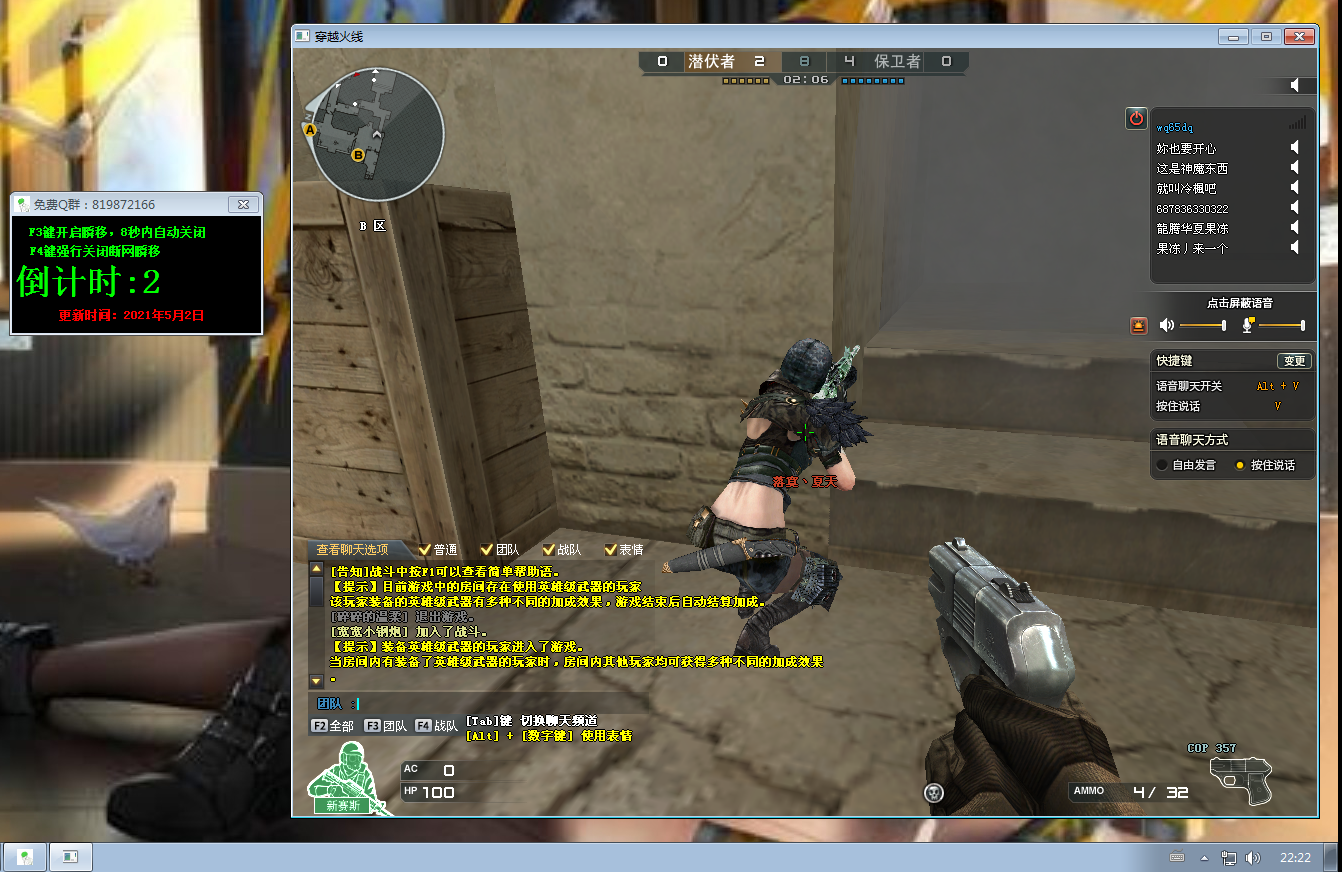 穿越火线
0 潜伏者 2 8 4 保卫者 0
02:06
A
B
B 区
免费Q群：819872166
F3键开启瞬移，8秒内自动关闭
F4键强行关闭断网瞬移
倒计时:2
更新时间：2021年5月2日
wq65dq
妳也要开心
这是神魔东西
就叫冷楓吧
687836330322
龍腾华夏果冻
果冻丿来一个
点击屏蔽语音
快捷键 变更
语音聊天开关 Alt + V
按住说话 V
语音聊天方式
自由发言 按住说话
落寞丶夏天
查看聊天选项 普通 团队 战队 表情
[告知]战斗中按F1可以查看简单帮助语。
【提示】目前游戏中的房间存在使用英雄级武器的玩家
该玩家装备的英雄级武器有多种不同的加成效果，游戏结束后自动结算加成。
[碎碎的温柔] 退出游戏。
[宽宽小钢炮] 加入了战斗。
【提示】装备英雄级武器的玩家进入了游戏。
当房间内有装备了英雄级武器的玩家时，房间内其他玩家均可获得多种不同的加成效果
。
团队 :
F2 全部 F3 团队 F4 战队 [Tab]键 切换聊天频道
[Alt] + [数字键] 使用表情
AC 0
HP 100
新赛斯
COP 357
AMMO 4/ 32
22:22